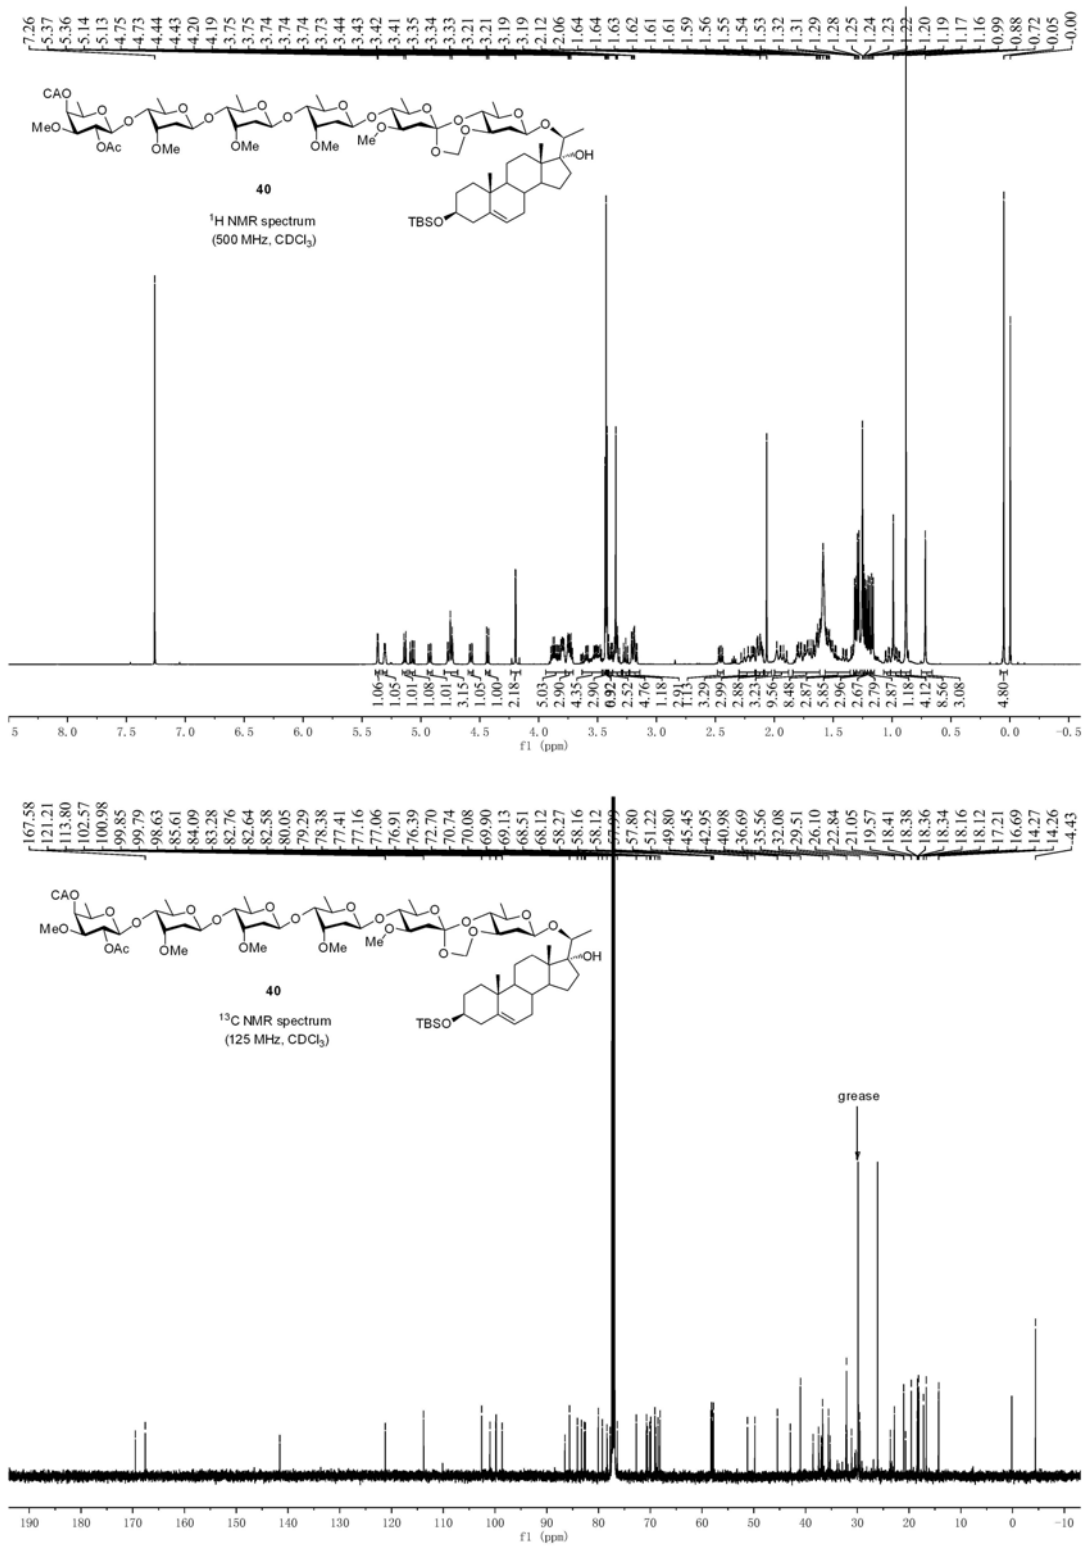 7.26 5.37 5.36 5.14 5.13 4.75 4.73 4.444 4.43 4.20 4.19 3.75 3.75 3.74 3.74 3.73 3.444 3.43 3.42 3.41 3.35 3.33 3.21 3.21 3.19 3.19 2.12 2.06 1.64 1.64 1.63 1.62 1.61 1.61 1.59 1.56 1.55 1.54 1.53 1.32 1.31 1.29 1.28 1.25 1.24 1.23 1.22 1.20 1.19 1.17 1.16 0.99 0.88 0.72 0.05 -0.00
CAO
MeO
OAc
OMe
OMe
OMe
MeO
OH
TBSO
40
¹H NMR spectrum
(500 MHz, CDCl₃)
1.06 1.05 1.01 1.08 1.01 3.15 1.05 1.00 2.18 5.03 2.90 4.35 2.90 2.52 4.76 1.18 2.91 1.13 3.29 2.99 2.88 3.23 9.56 8.48 2.87 5.85 2.96 2.67 2.79 2.87 1.18 4.12 8.56 3.08 4.80
5 8.0 7.5 7.0 6.5 6.0 5.5 5.0 4.5 4.0 3.5 3.0 2.5 2.0 1.5 1.0 0.5 0.0 -0.5
f1 (ppm)
167.58 121.21 113.80 102.57 100.98 99.85 99.79 98.63 85.61 84.09 83.28 82.76 82.64 82.58 80.05 79.29 78.38 77.41 77.16 77.06 76.91 76.39 72.70 70.74 70.08 69.90 69.13 68.51 68.12 58.27 58.16 58.12 57.80 51.22 49.80 45.45 42.95 40.98 36.69 35.56 32.08 29.51 26.10 22.84 21.05 19.57 18.41 18.38 18.36 18.34 18.16 18.12 17.21 16.69 14.27 14.26 -4.43
CAO
MeO
OAc
OMe
OMe
OMe
MeO
OH
TBSO
40
¹³C NMR spectrum
(125 MHz, CDCl₃)
grease
190 180 170 160 150 140 130 120 110 100 90 80 70 60 50 40 30 20 10 0 -10
f1 (ppm)